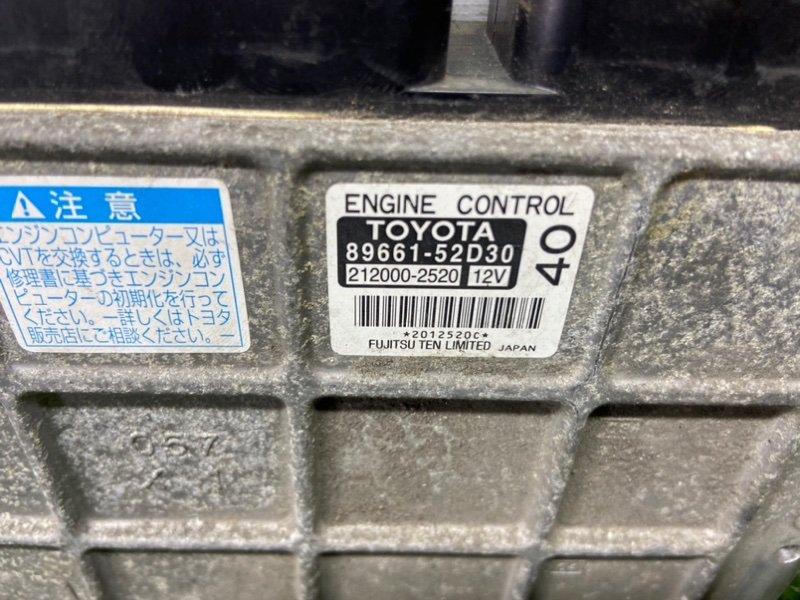 注意
エンジンコンピューター又は
CVTを交換するときは、必ず
修理書に基づきエンジンコン
ピューターの初期化を行って
ください。―詳しくはトヨタ
販売店にご相談ください。―
ENGINE CONTROL
TOYOTA
89661-52D30
212000-2520 12V
40
*2012520C*
FUJITSU TEN LIMITED JAPAN
057